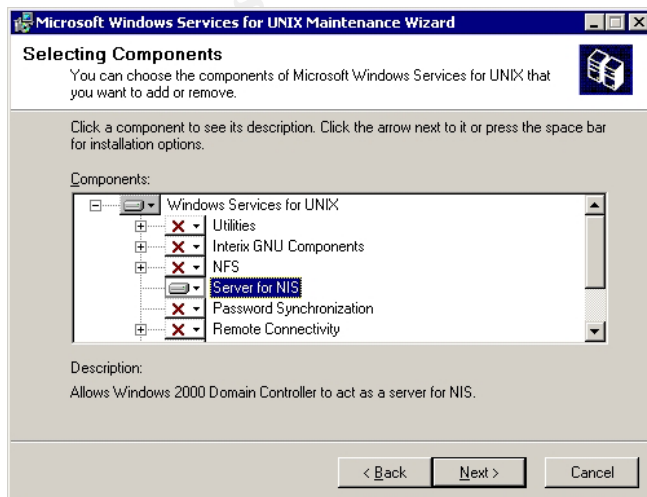 Microsoft Windows Services for UNIX Maintenance Wizard
Selecting Components
You can choose the components of Microsoft Windows Services for UNIX that
you want to add or remove.
Click a component to see its description. Click the arrow next to it or press the space bar
for installation options.
Components:
Windows Services for UNIX
Utilities
Interix GNU Components
NFS
Server for NIS
Password Synchronization
Remote Connectivity
Description:
Allows Windows 2000 Domain Controller to act as a server for NIS.
< Back Next > Cancel